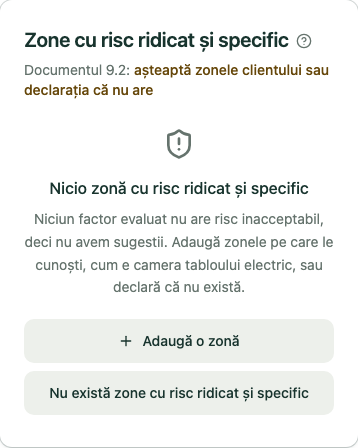 Zone cu risc ridicat și specific
Documentul 9.2: așteaptă zonele clientului sau
declarația că nu are
Nicio zonă cu risc ridicat și specific
Niciun factor evaluat nu are risc inacceptabil,
deci nu avem sugestii. Adaugă zonele pe care le
cunoști, cum e camera tabloului electric, sau
declară că nu există.
+ Adaugă o zonă
Nu există zone cu risc ridicat și specific